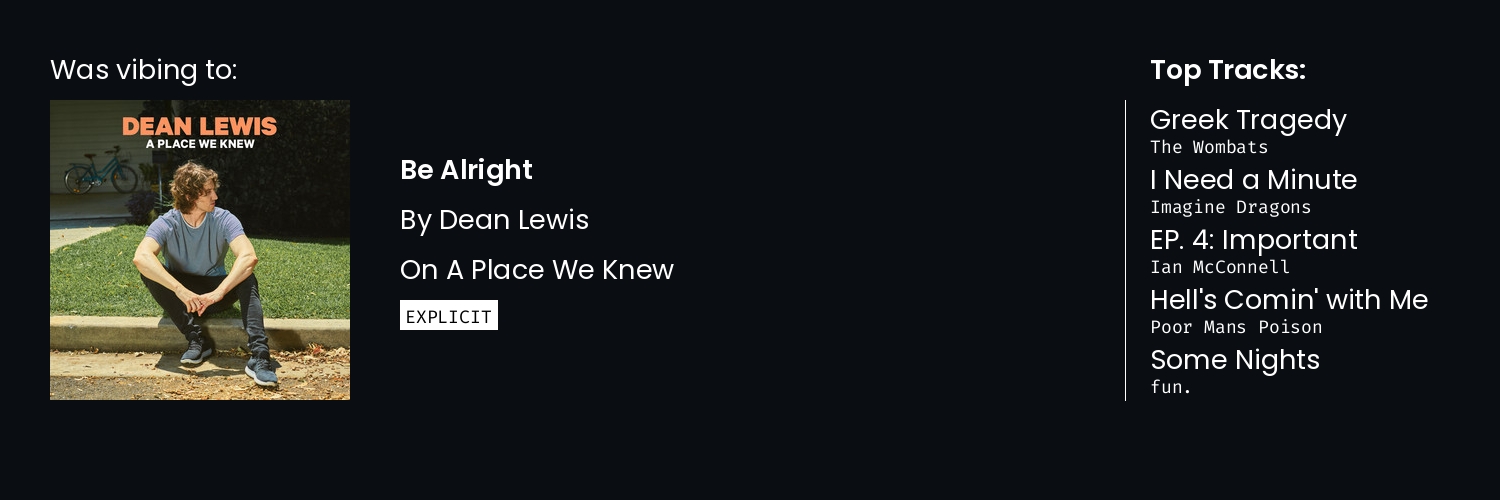 Was vibing to:
DEAN LEWIS
A PLACE WE KNEW
Be Alright
By Dean Lewis
On A Place We Knew
EXPLICIT
Top Tracks:
Greek Tragedy
The Wombats
I Need a Minute
Imagine Dragons
EP. 4: Important
Ian McConnell
Hell's Comin' with Me
Poor Mans Poison
Some Nights
fun.